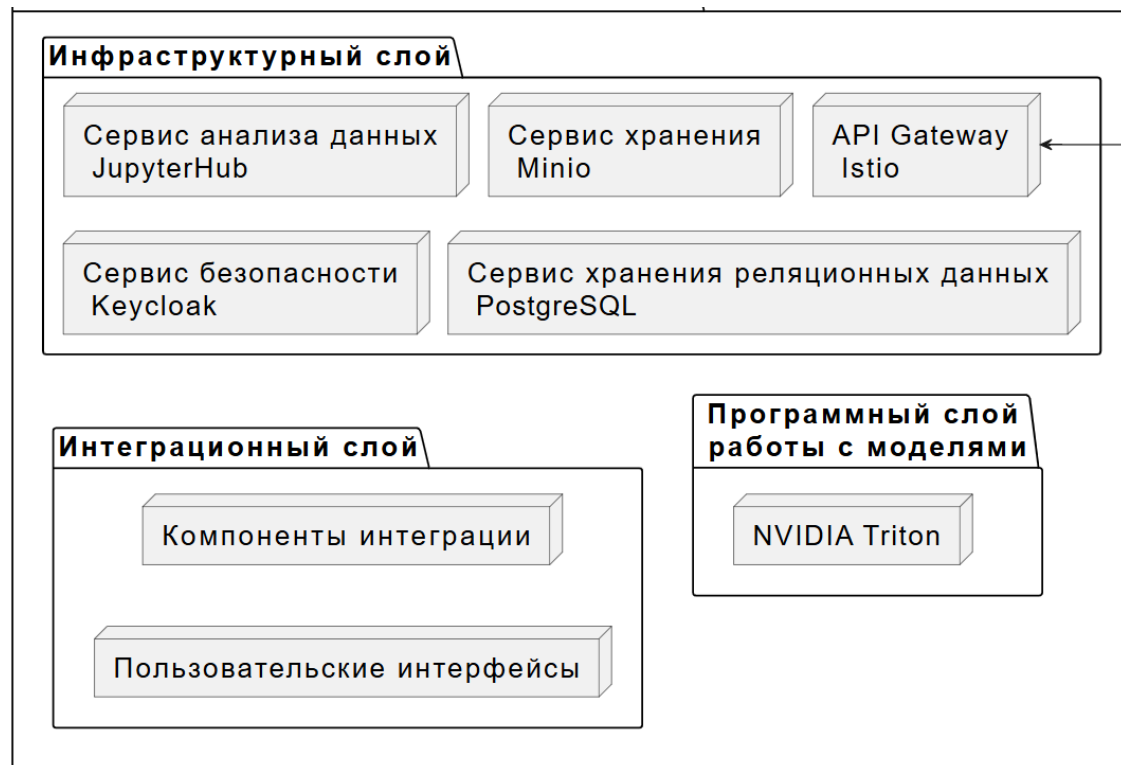 Инфраструктурный слой
Сервис анализа данных
JupyterHub
Сервис хранения
Minio
API Gateway
Istio
Сервис безопасности
Keycloak
Сервис хранения реляционных данных
PostgreSQL
Интеграционный слой
Компоненты интеграции
Пользовательские интерфейсы
Программный слой
работы с моделями
NVIDIA Triton